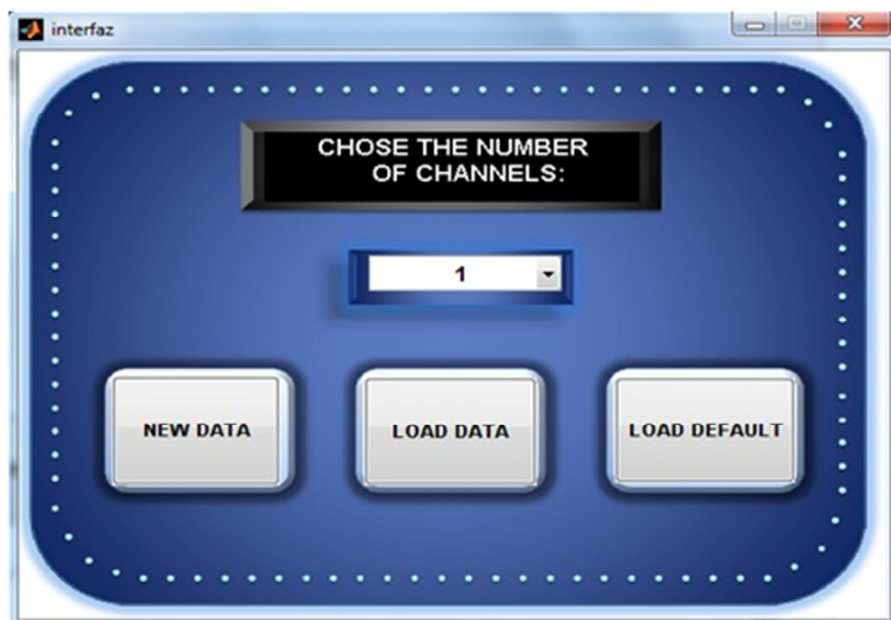 interfaz
CHOSE THE NUMBER
OF CHANNELS:
1
NEW DATA
LOAD DATA
LOAD DEFAULT